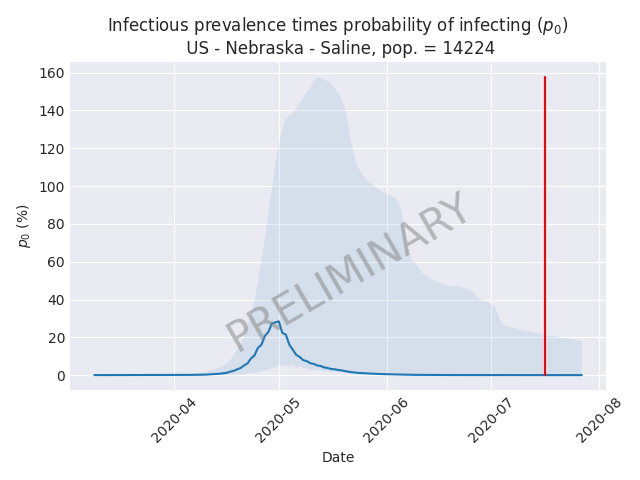 Infectious prevalence times probability of infecting (p₀)
US - Nebraska - Saline, pop. = 14224
160
140
120
100
80
60
40
20
0
p₀ (%)
PRELIMINARY
2020-04
2020-05
2020-06
2020-07
2020-08
Date